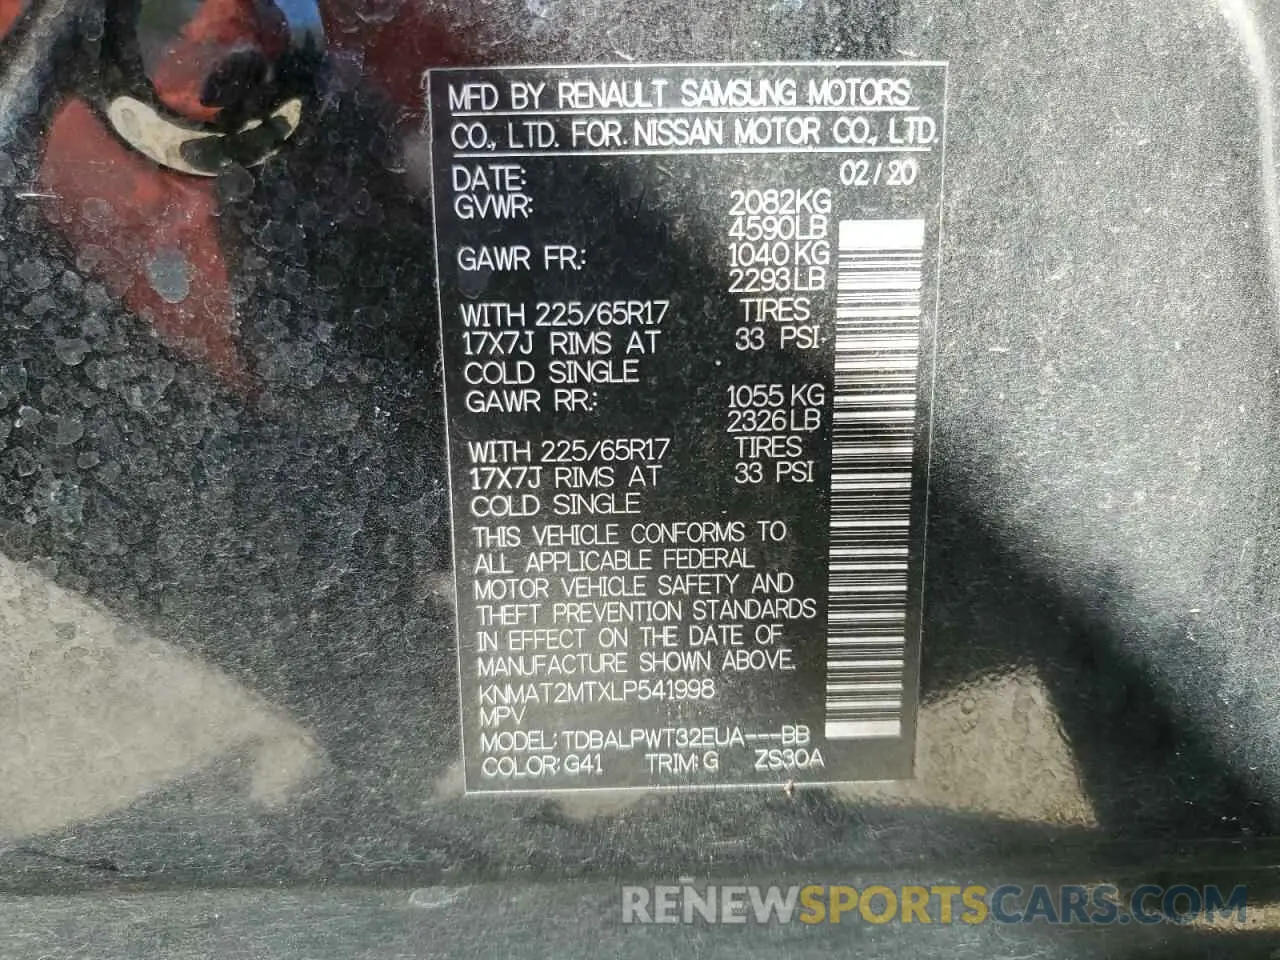 MFD BY RENAULT SAMSUNG MOTORS
CO., LTD. FOR. NISSAN MOTOR CO., LTD.
DATE: 02/20
GVWR: 2082KG
4590LB
GAWR FR.: 1040 KG
2293LB
WITH 225/65R17 TIRES
17X7J RIMS AT 33 PSI.
COLD SINGLE
GAWR RR.: 1055 KG
2326LB
WITH 225/65R17 TIRES
17X7J RIMS AT 33 PSI
COLD SINGLE
THIS VEHICLE CONFORMS TO
ALL APPLICABLE FEDERAL
MOTOR VEHICLE SAFETY AND
THEFT PREVENTION STANDARDS
IN EFFECT ON THE DATE OF
MANUFACTURE SHOWN ABOVE.
KNMAT2MTXLP541998
MPV
MODEL: TDBALPWT32EUA---BB
COLOR: G41 TRIM: G ZS30A
RENEWSPORTSCARS.COM